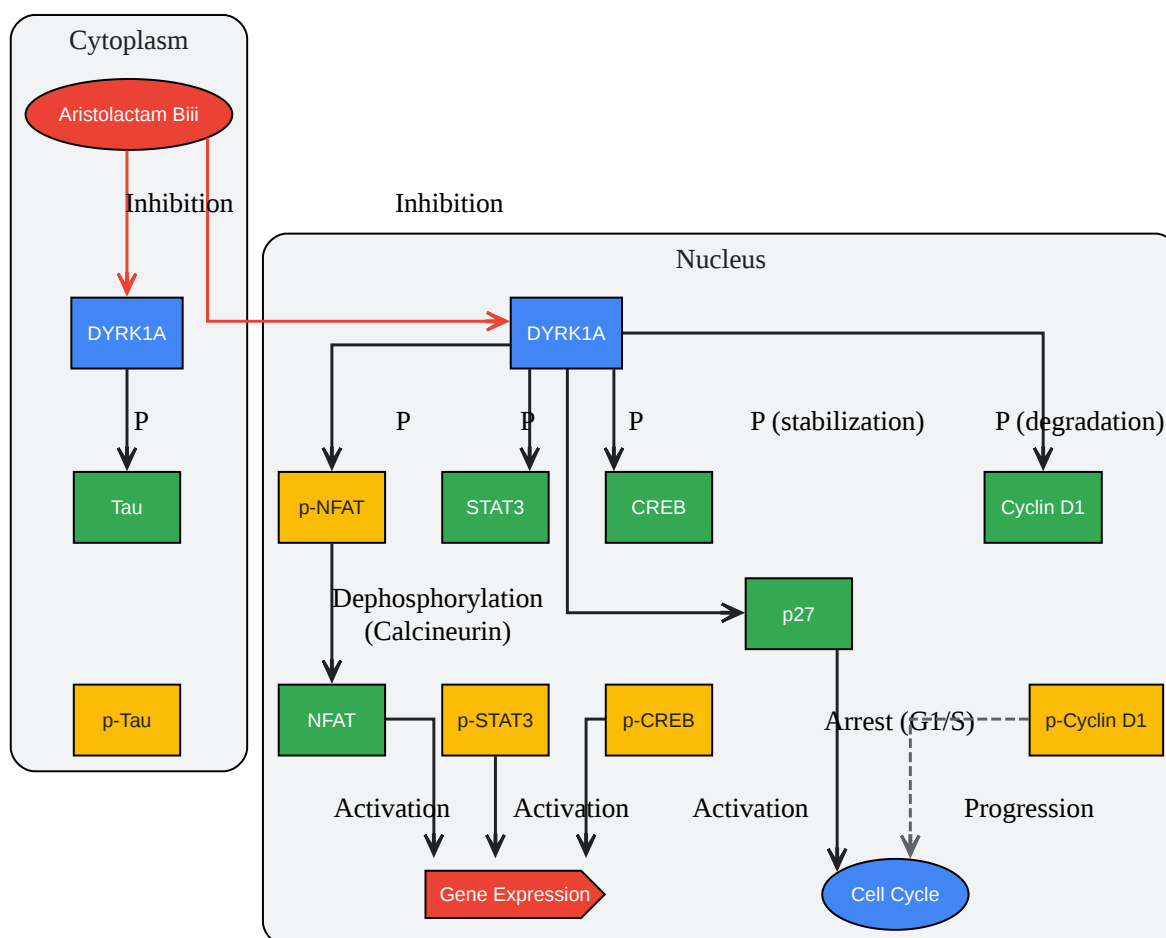 Cytoplasm
Aristolactam Biii
Inhibition
Inhibition
Nucleus
DYRK1A
DYRK1A
P
P
P
P
P (stabilization)
P (degradation)
Tau
p-NFAT
STAT3
CREB
Cyclin D1
Dephosphorylation
(Calcineurin)
p27
p-Tau
NFAT
p-STAT3
p-CREB
Arrest (G1/S)
p-Cyclin D1
Activation
Activation
Activation
Progression
Gene Expression
Cell Cycle